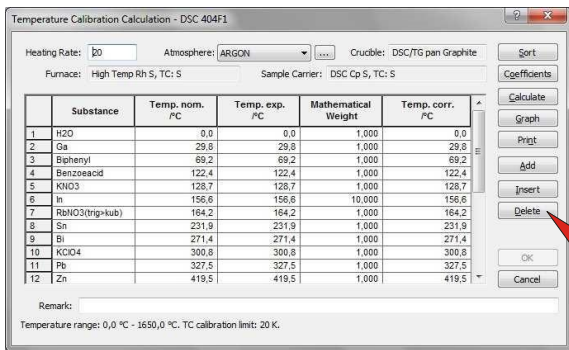 Temperature Calibration Calculation - DSC 404F1
Heating Rate: 20 Atmosphere: ARGON ... Crucible: DSC/TG pan Graphite Sort
Furnace: High Temp Rh S, TC: S Sample Carrier: DSC Cp S, TC: S Coefficients
Calculate
Graph
Print
Add
Insert
Delete
OK
Cancel
Substance Temp. nom. /°C Temp. exp. /°C Mathematical Weight Temp. corr. /°C
1 H2O 0,0 0,0 1,000 0,0
2 Ga 29,8 29,8 1,000 29,8
3 Biphenyl 69,2 69,2 1,000 69,2
4 Benzoeacid 122,4 122,4 1,000 122,4
5 KNO3 128,7 128,7 1,000 128,7
6 In 156,6 156,6 10,000 156,6
7 RbNO3(trig>kub) 164,2 164,2 1,000 164,2
8 Sn 231,9 231,9 1,000 231,9
9 Bi 271,4 271,4 1,000 271,4
10 KClO4 300,8 300,8 1,000 300,8
11 Pb 327,5 327,5 1,000 327,5
12 Zn 419,5 419,5 1,000 419,5
Remark:
Temperature range: 0,0 °C - 1650,0 °C. TC calibration limit: 20 K.